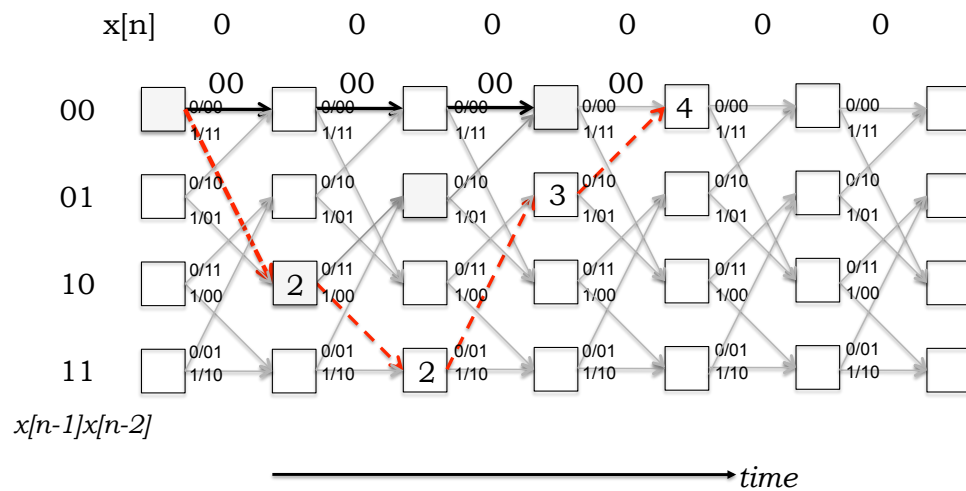 x[n] 0 0 0 0 0 0
00 00 00 00
00 0/00 0/00 0/00 0/00 4 0/00 0/00
1/11 1/11 1/11 1/11 1/11 1/11
01 0/10 0/10 0/10 3 0/10 0/10 0/10
1/01 1/01 1/01 1/01 1/01 1/01
10 0/11 2 0/11 0/11 0/11 0/11 0/11
1/00 1/00 1/00 1/00 1/00 1/00
11 0/01 0/01 2 0/01 0/01 0/01 0/01
1/10 1/10 1/10 1/10 1/10 1/10
x[n-1]x[n-2]
time